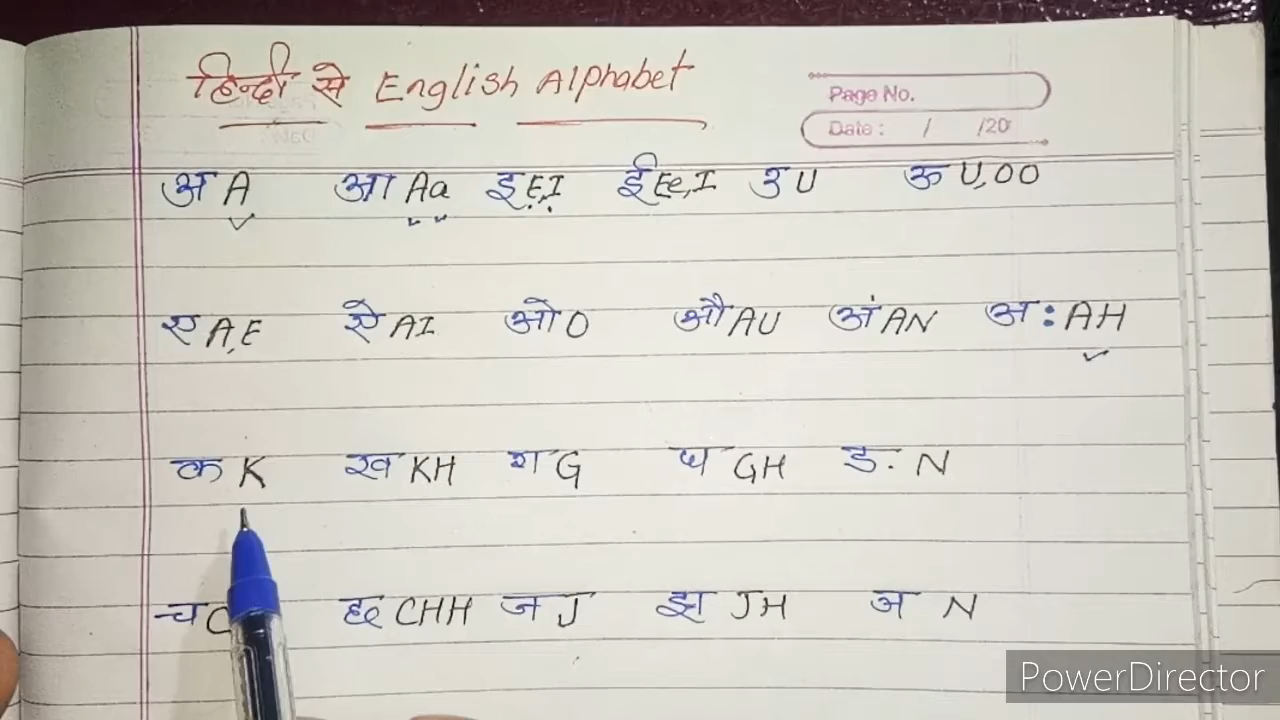 हिन्दी से English Alphabet
Page No.
Date : / /20
अ A आ Aa इ E,I ई Ee,I उ U ऊ U,OO
ए A,E ऐ AI ओ O औ AU अं AN अः AH
क K ख KH ग G घ GH ङ N
च C छ CHH ज J झ JH ञ N
PowerDirector